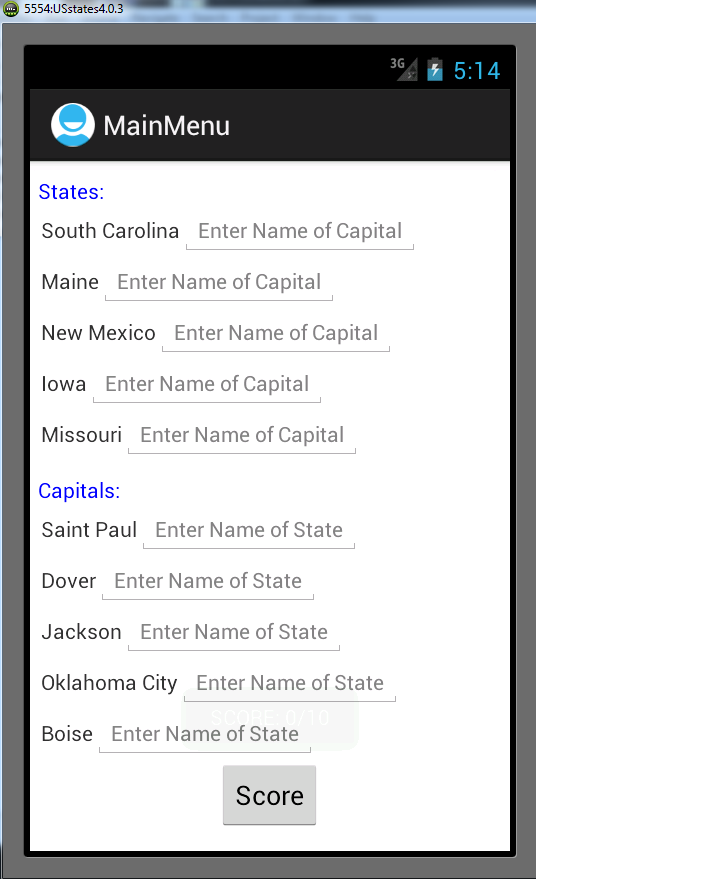 5554:USstates4.0.3
3G 5:14
MainMenu
States:
South Carolina Enter Name of Capital
Maine Enter Name of Capital
New Mexico Enter Name of Capital
Iowa Enter Name of Capital
Missouri Enter Name of Capital
Capitals:
Saint Paul Enter Name of State
Dover Enter Name of State
Jackson Enter Name of State
Oklahoma City Enter Name of State
SCORE: 0/10
Boise Enter Name of State
Score